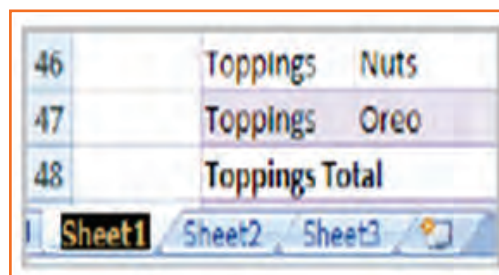 46 Toppings Nuts
47 Toppings Oreo
48 Toppings Total
Sheet1 Sheet2 Sheet3